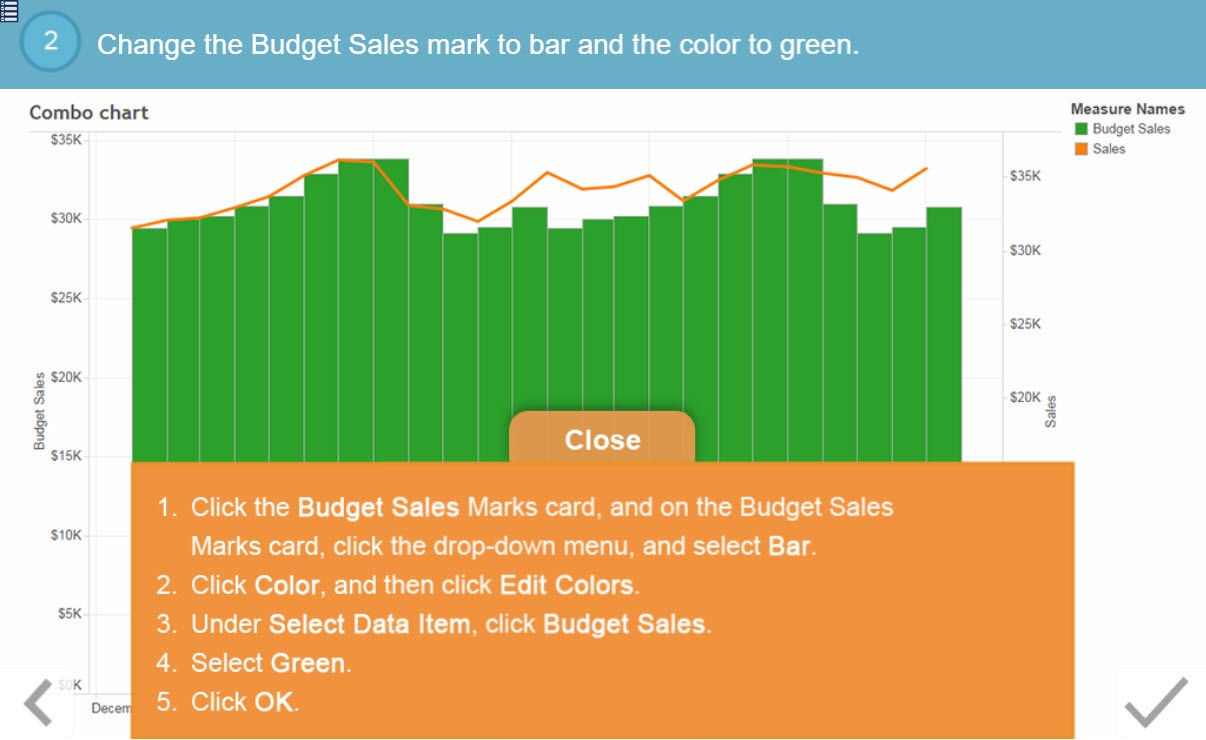 2
Change the Budget Sales mark to bar and the color to green.
Combo chart
Measure Names
Budget Sales
Sales
$35K
$30K
$25K
$20K
$15K
$10K
$5K
$0K
Budget Sales
$35K
$30K
$25K
$20K
Sales
Decem
Close
1. Click the Budget Sales Marks card, and on the Budget Sales
Marks card, click the drop-down menu, and select Bar.
2. Click Color, and then click Edit Colors.
3. Under Select Data Item, click Budget Sales.
4. Select Green.
5. Click OK.